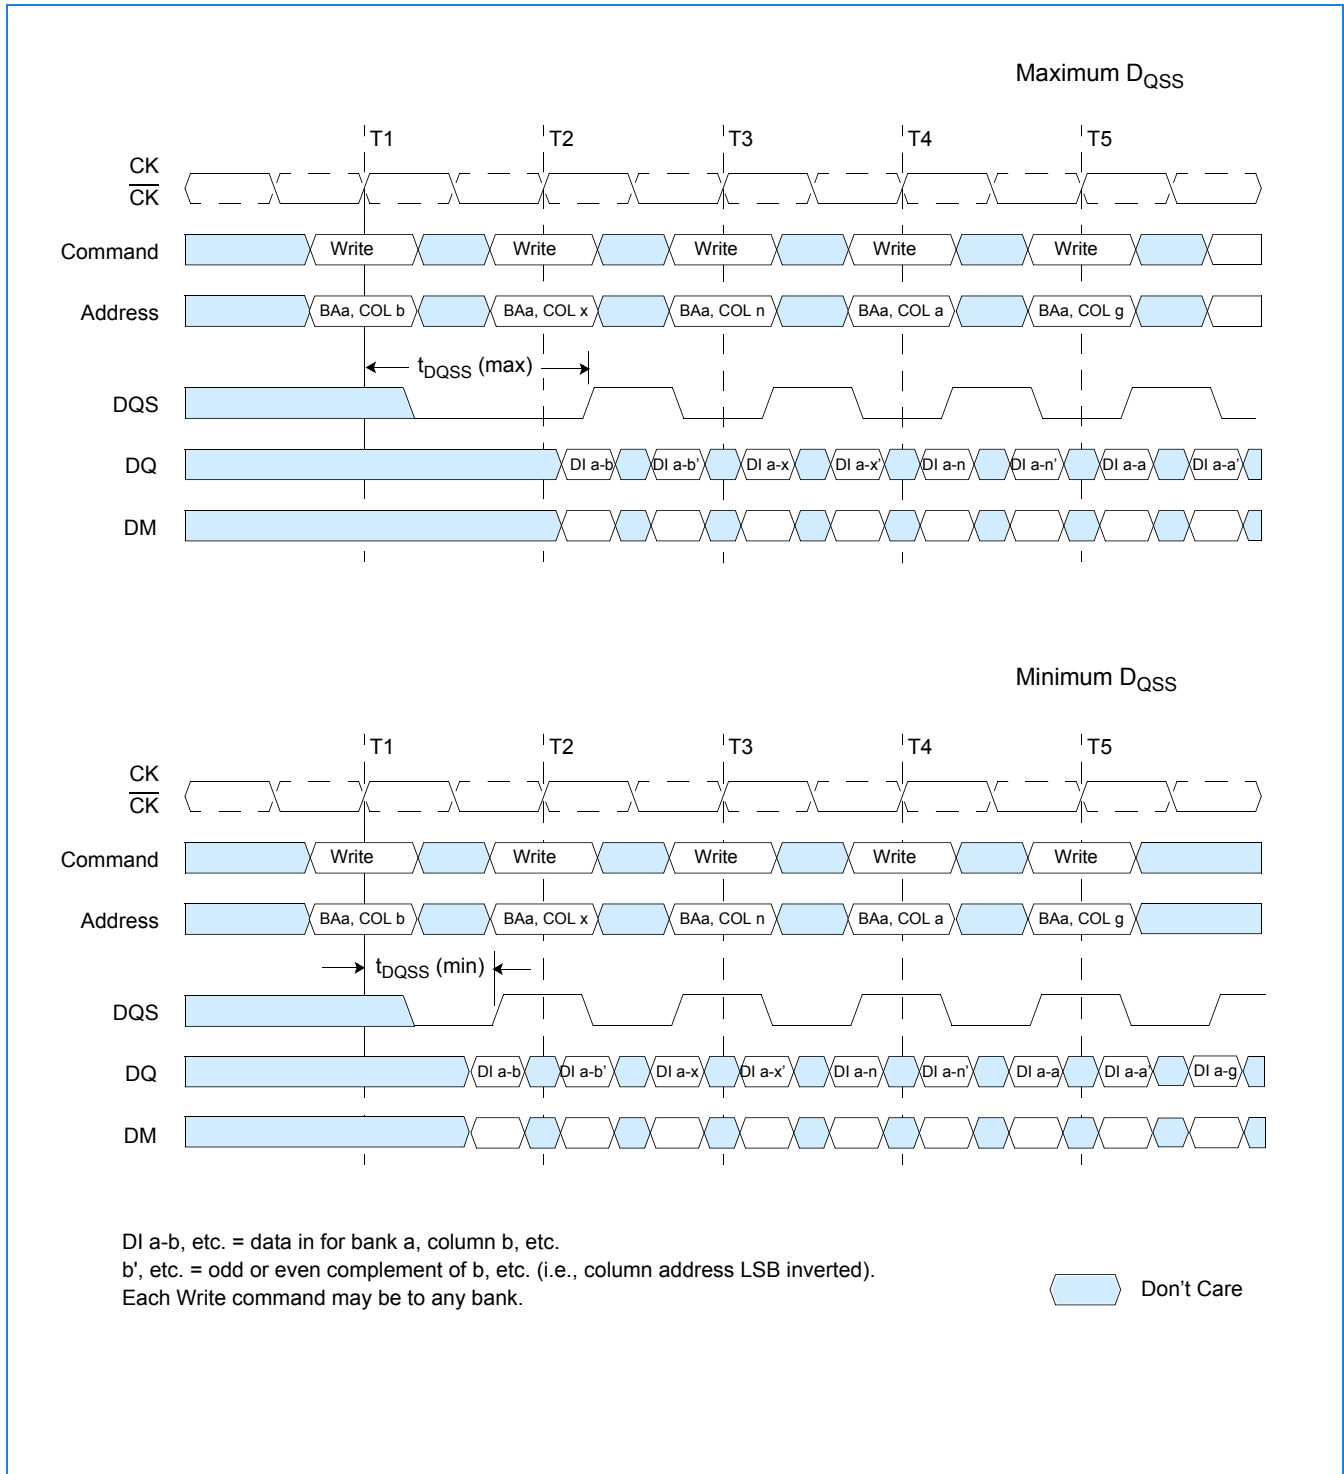 Maximum DQSS
T1 T2 T3 T4 T5
CK
CK
Command Write Write Write Write Write
Address BAa, COL b BAa, COL x BAa, COL n BAa, COL a BAa, COL g
tDQSS (max)
DQS
DQ DI a-b DI a-b' DI a-x DI a-x' DI a-n DI a-n' DI a-a DI a-a'
DM
Minimum DQSS
T1 T2 T3 T4 T5
CK
CK
Command Write Write Write Write Write
Address BAa, COL b BAa, COL x BAa, COL n BAa, COL a BAa, COL g
tDQSS (min)
DQS
DQ DI a-b DI a-b' DI a-x DI a-x' DI a-n DI a-n' DI a-a DI a-a' DI a-g
DM
DI a-b, etc. = data in for bank a, column b, etc.
b', etc. = odd or even complement of b, etc. (i.e., column address LSB inverted).
Each Write command may be to any bank.
Don't Care